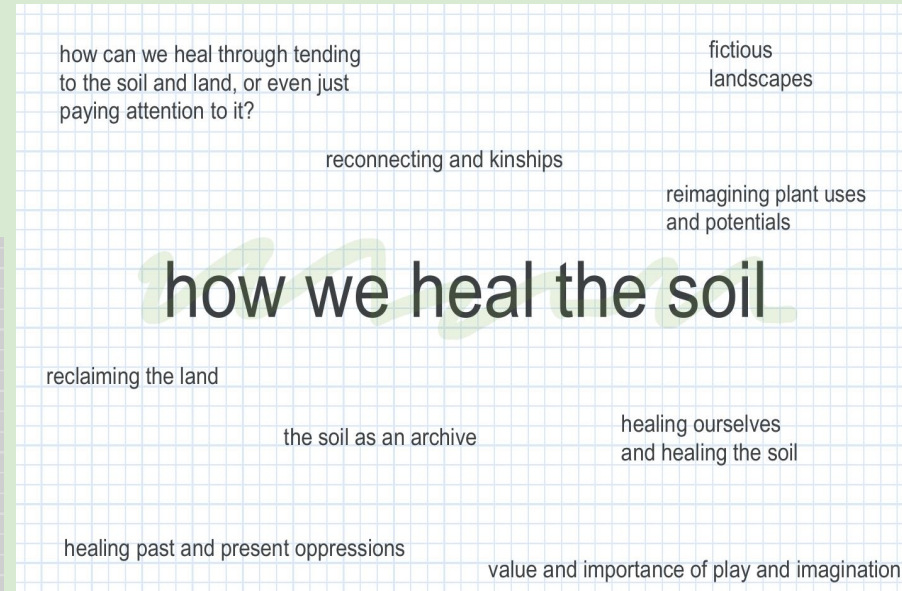 how can we heal through tending
to the soil and land, or even just
paying attention to it?
fictious
landscapes
reconnecting and kinships
reimagining plant uses
and potentials
how we heal the soil
reclaiming the land
the soil as an archive
healing ourselves
and healing the soil
healing past and present oppressions
value and importance of play and imagination